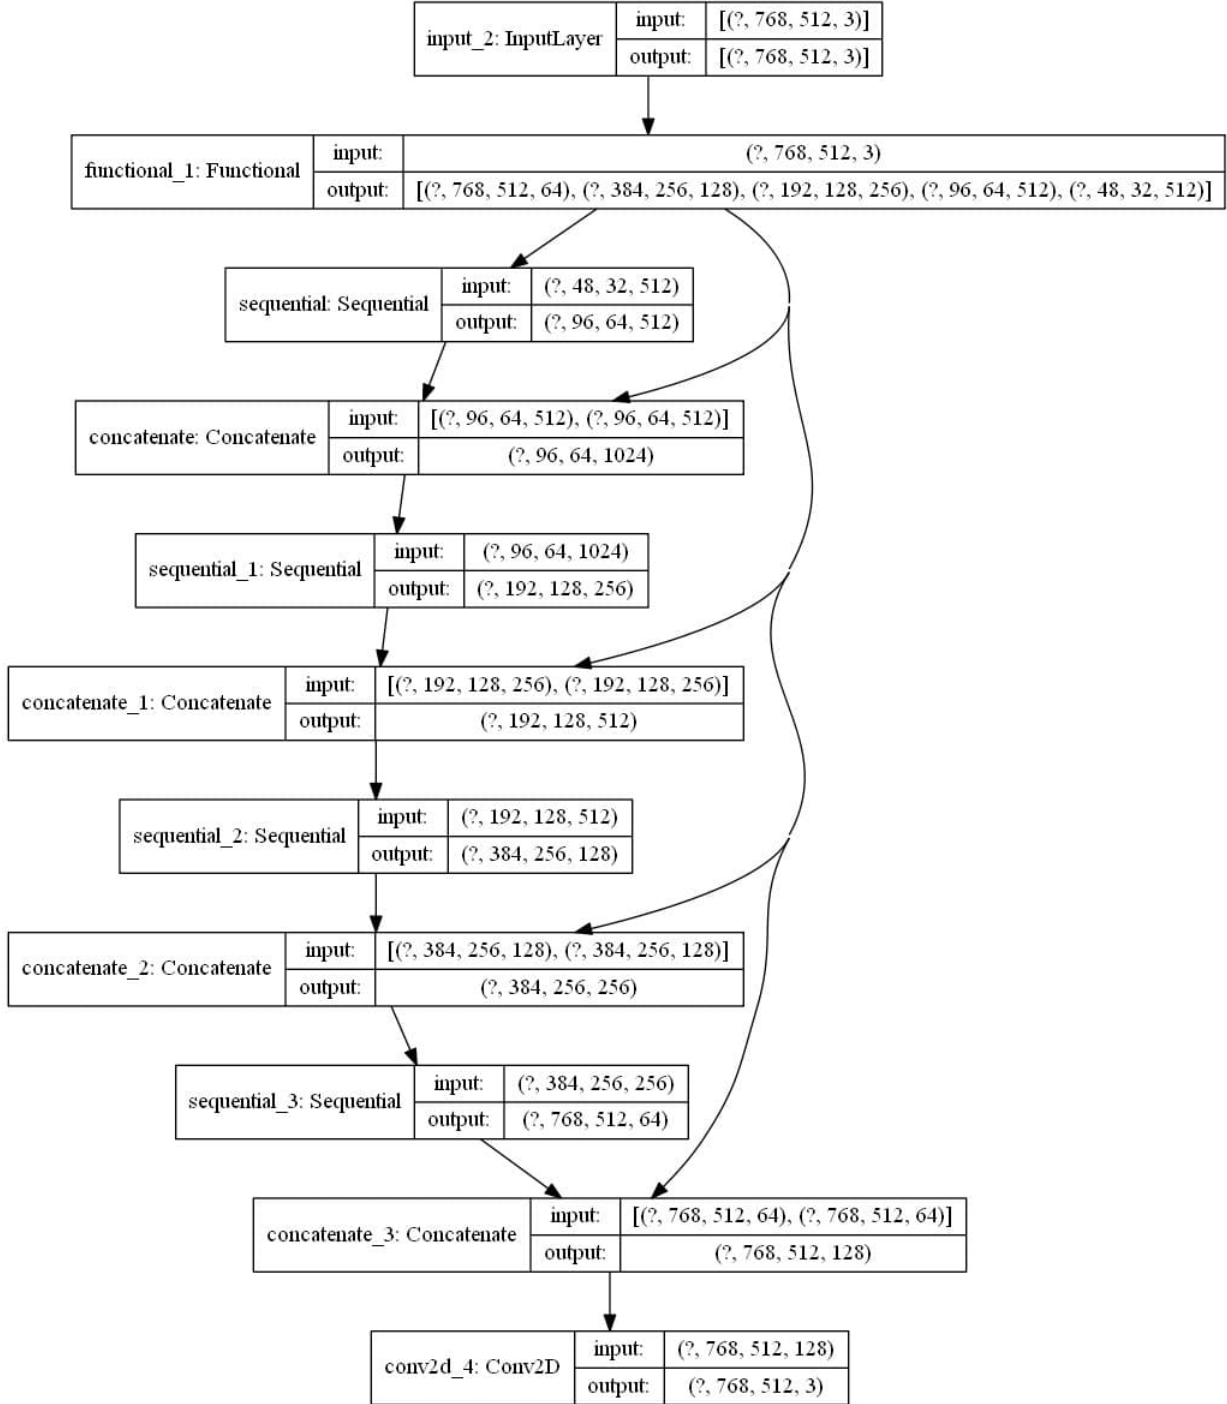 input_2: InputLayer
input: [(?, 768, 512, 3)]
output: [(?, 768, 512, 3)]
functional_1: Functional
input: (?, 768, 512, 3)
output: [(?, 768, 512, 64), (?, 384, 256, 128), (?, 192, 128, 256), (?, 96, 64, 512), (?, 48, 32, 512)]
sequential: Sequential
input: (?, 48, 32, 512)
output: (?, 96, 64, 512)
concatenate: Concatenate
input: [(?, 96, 64, 512), (?, 96, 64, 512)]
output: (?, 96, 64, 1024)
sequential_1: Sequential
input: (?, 96, 64, 1024)
output: (?, 192, 128, 256)
concatenate_1: Concatenate
input: [(?, 192, 128, 256), (?, 192, 128, 256)]
output: (?, 192, 128, 512)
sequential_2: Sequential
input: (?, 192, 128, 512)
output: (?, 384, 256, 128)
concatenate_2: Concatenate
input: [(?, 384, 256, 128), (?, 384, 256, 128)]
output: (?, 384, 256, 256)
sequential_3: Sequential
input: (?, 384, 256, 256)
output: (?, 768, 512, 64)
concatenate_3: Concatenate
input: [(?, 768, 512, 64), (?, 768, 512, 64)]
output: (?, 768, 512, 128)
conv2d_4: Conv2D
input: (?, 768, 512, 128)
output: (?, 768, 512, 3)